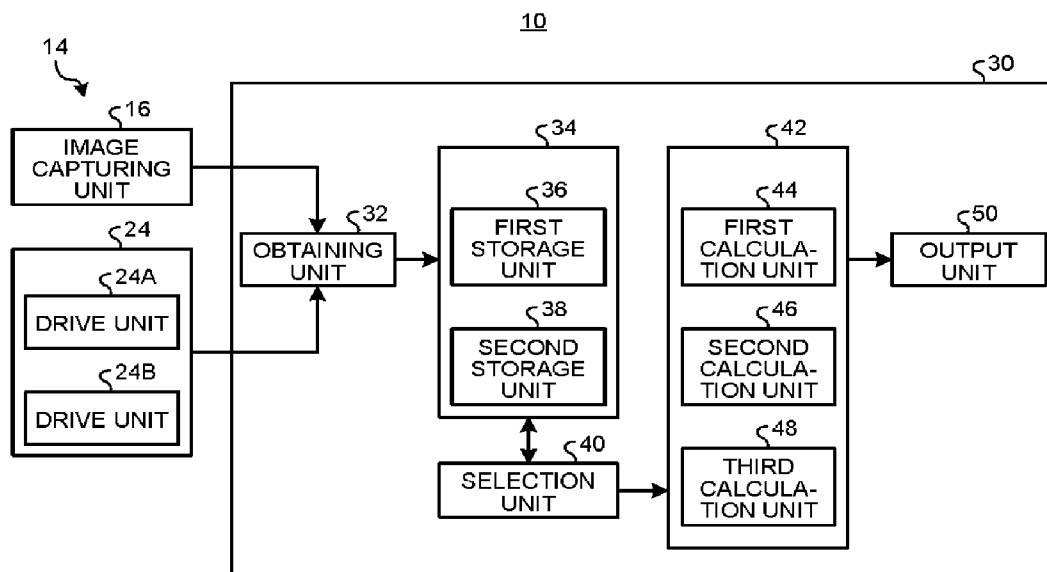 10
14
30
16
IMAGE
CAPTURING
UNIT
24
24A
DRIVE UNIT
24B
DRIVE UNIT
32
OBTAINING
UNIT
34
36
FIRST
STORAGE
UNIT
38
SECOND
STORAGE
UNIT
40
SELECTION
UNIT
42
44
FIRST
CALCULA-
TION UNIT
46
SECOND
CALCULA-
TION UNIT
48
THIRD
CALCULA-
TION UNIT
50
OUTPUT
UNIT